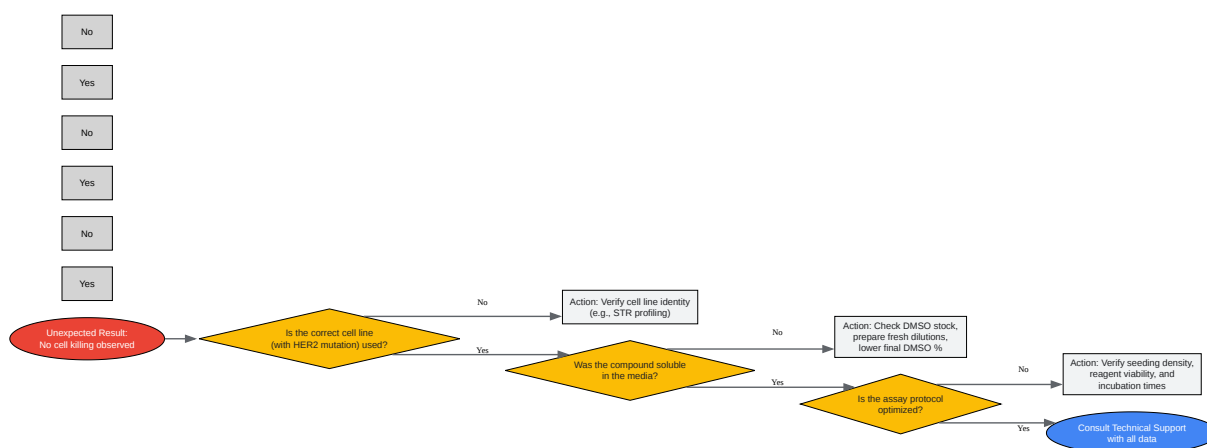 No
Yes
No
Yes
No
Yes
Unexpected Result:
No cell killing observed
Is the correct cell line
(with HER2 mutation) used?
No
Action: Verify cell line identity
(e.g., STR profiling)
Yes
Was the compound soluble
in the media?
No
Action: Check DMSO stock,
prepare fresh dilutions,
lower final DMSO %
Yes
Is the assay protocol
optimized?
No
Action: Verify seeding density,
reagent viability, and
incubation times
Yes
Consult Technical Support
with all data